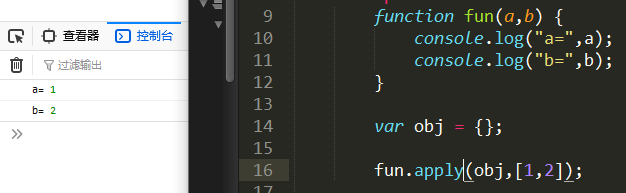 查看器 控制台
过滤输出
a= 1
b= 2
>>
9 function fun(a,b) {
10 console.log("a=",a);
11 console.log("b=",b);
12 }
13
14 var obj = {};
15
16 fun.apply(obj,[1,2]);
17